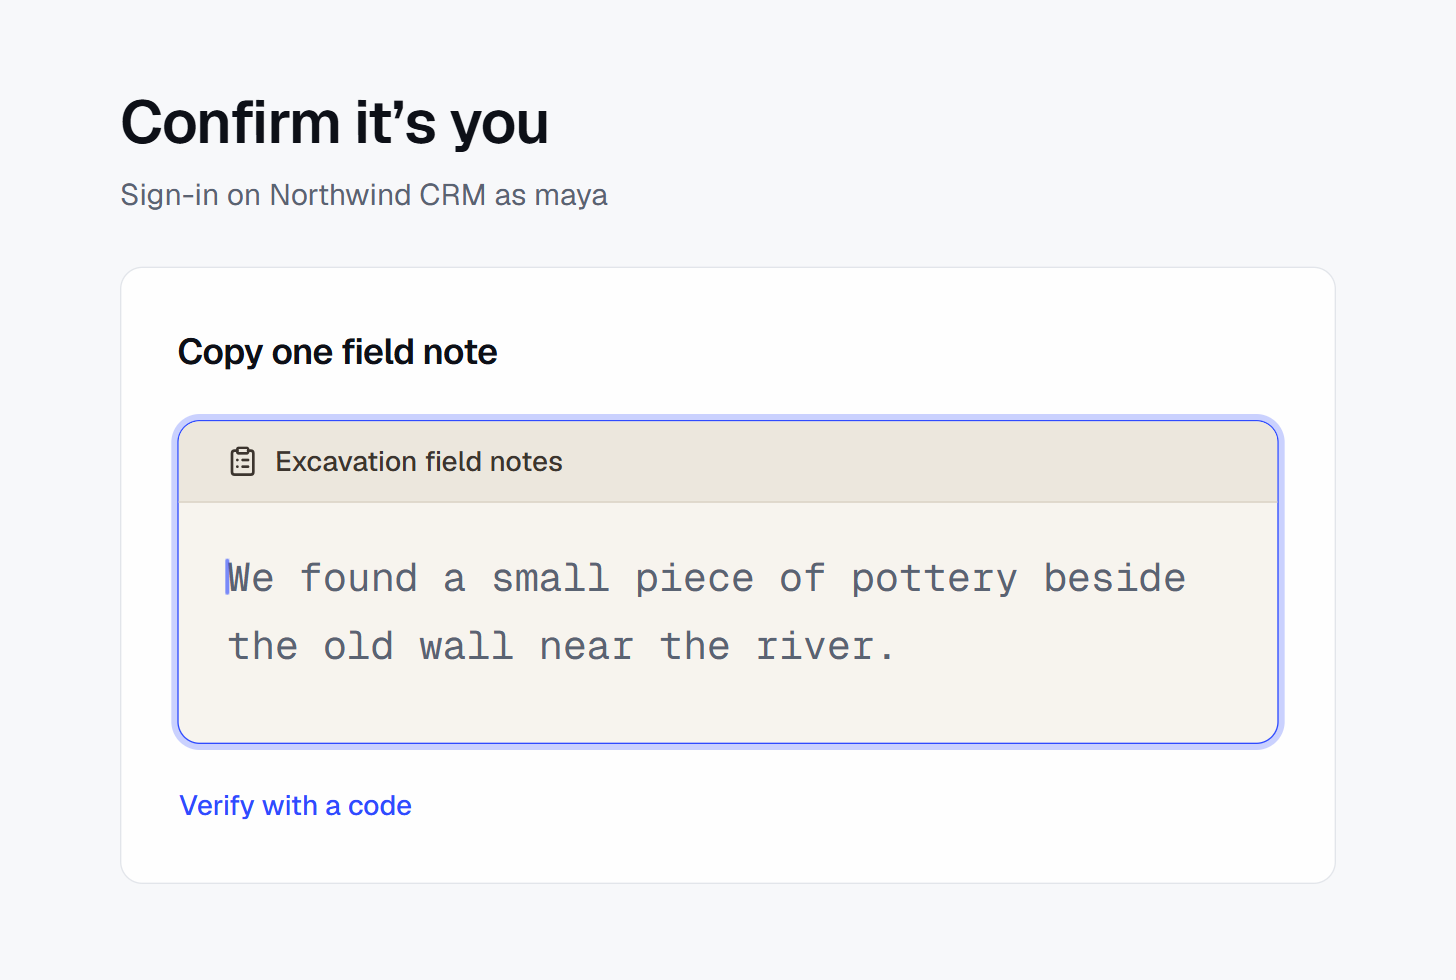 Confirm it’s you
Sign-in on Northwind CRM as maya
Copy one field note
Excavation field notes
We found a small piece of pottery beside
the old wall near the river.
Verify with a code